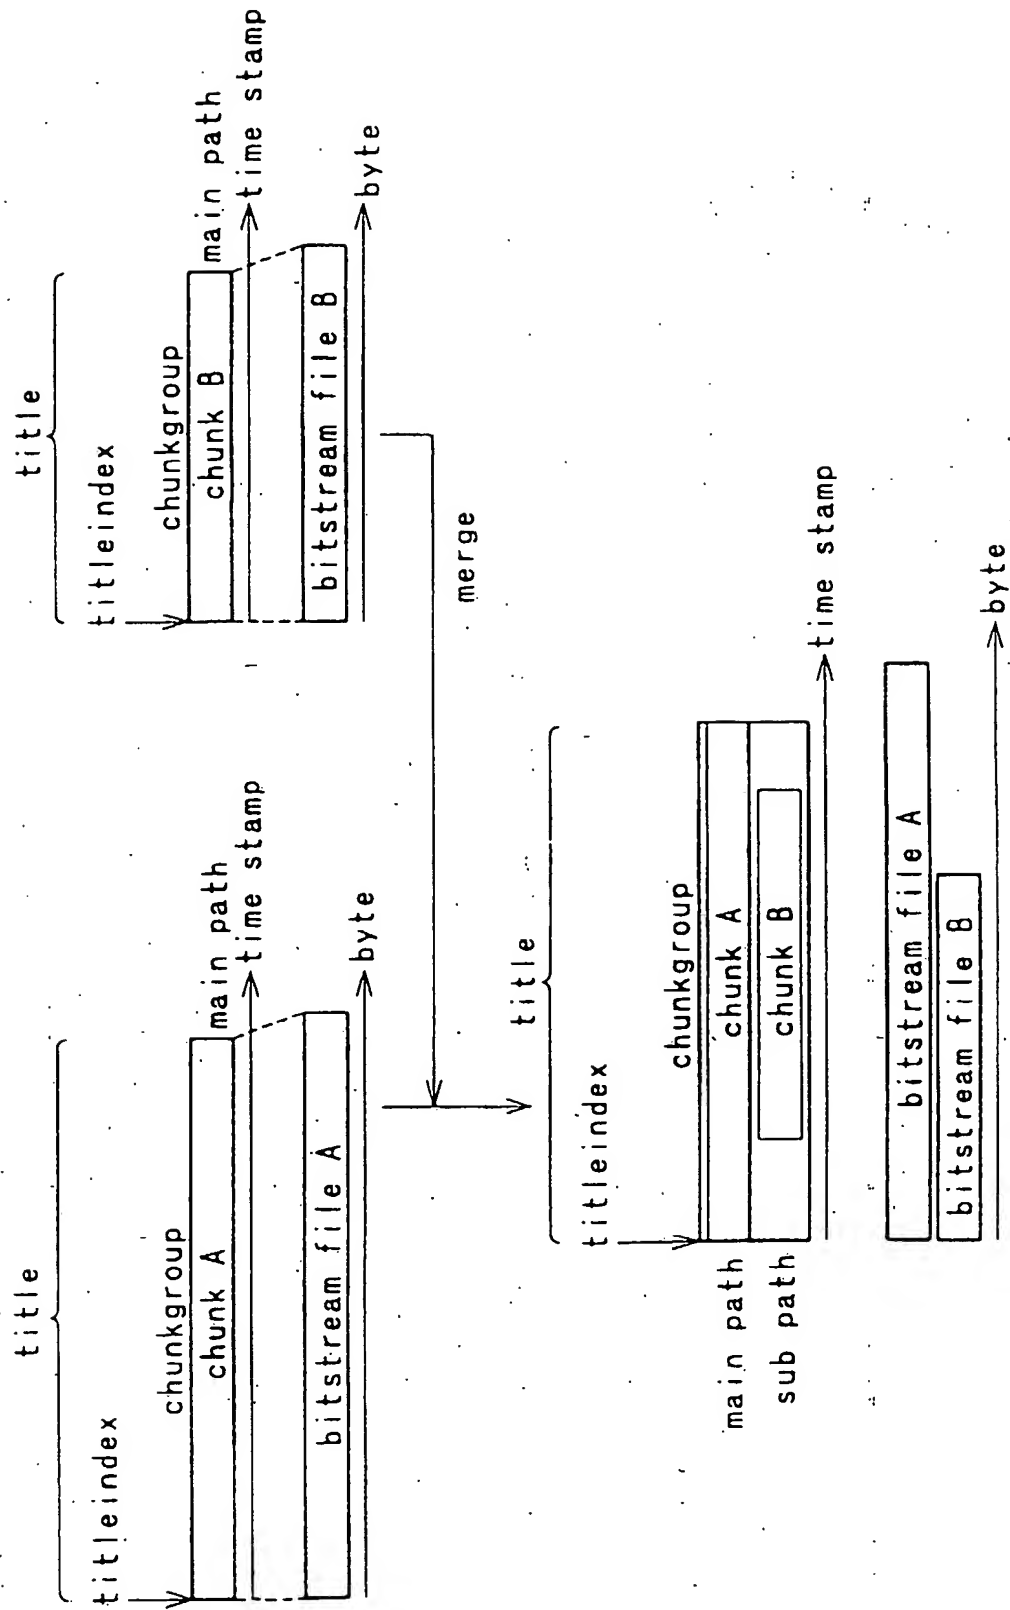 title
titleindex
chunkgroup
chunk A
main path
time stamp
bitstream file A
byte
title
titleindex
chunkgroup
chunk B
main path
time stamp
bitstream file B
byte
merge
title
titleindex
chunkgroup
main path
chunk A
sub path
chunk B
time stamp
bitstream file A
bitstream file B
byte